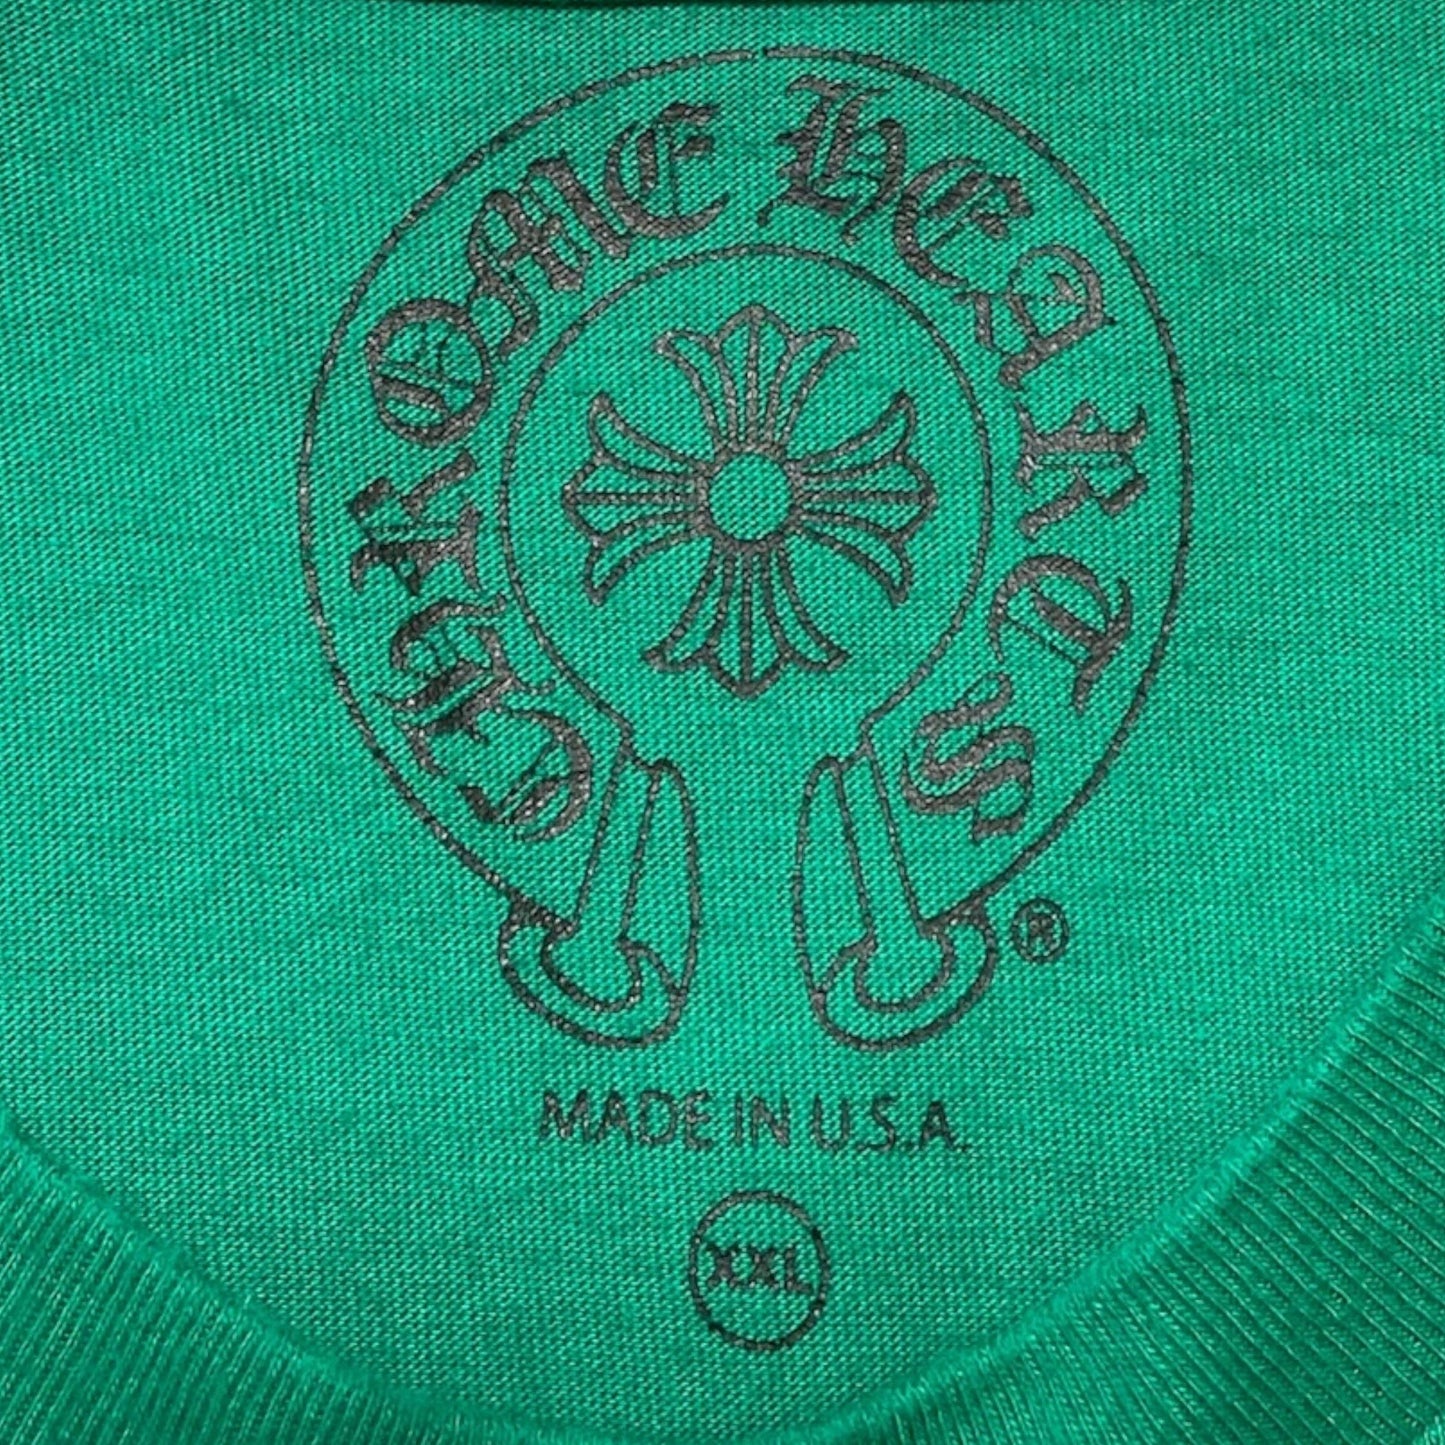 CHROME HEARTS
®
MADE IN U.S.A.
XXL